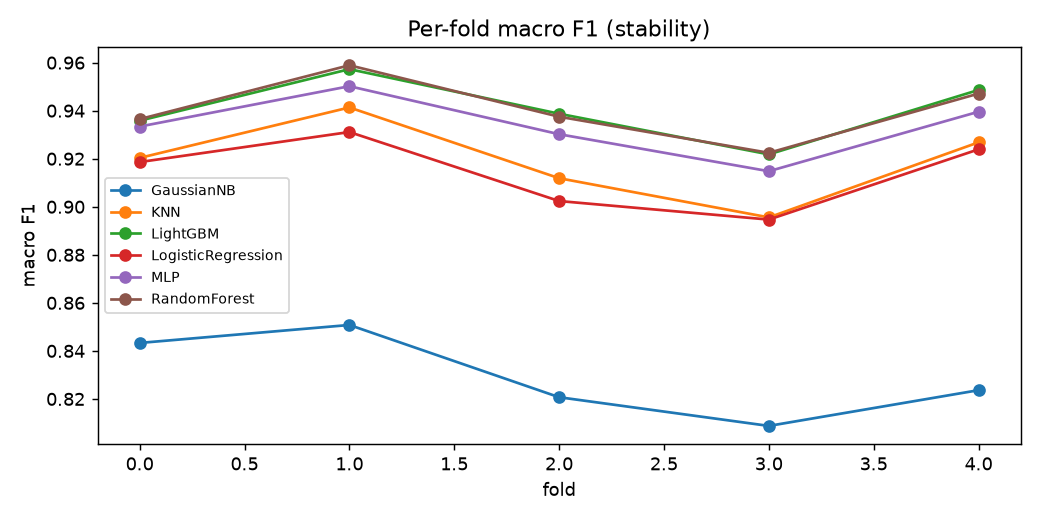 Per-fold macro F1 (stability)
macro F1
0.96
0.94
0.92
0.90
0.88
0.86
0.84
0.82
GaussianNB
KNN
LightGBM
LogisticRegression
MLP
RandomForest
0.0 0.5 1.0 1.5 2.0 2.5 3.0 3.5 4.0
fold